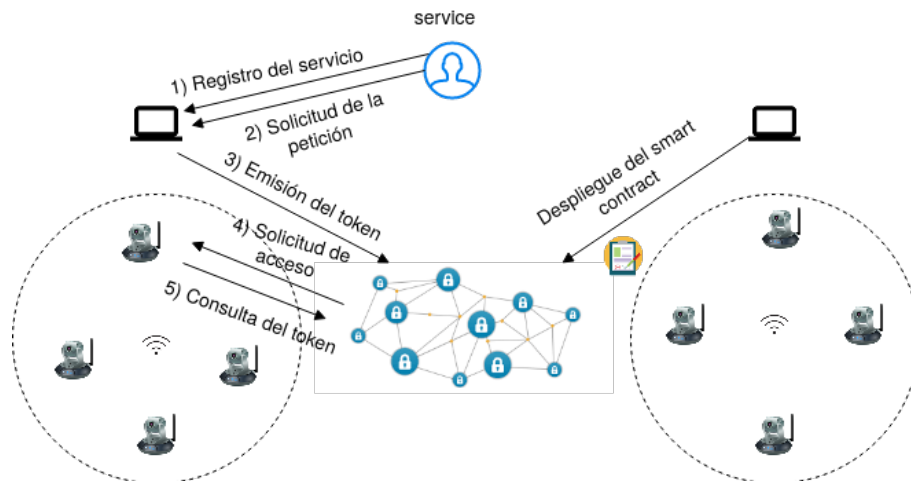 service
1) Registro del servicio
2) Solicitud de la
petición
3) Emisión del token
4) Solicitud de
acceso
5) Consulta del token
Despliegue del smart
contract